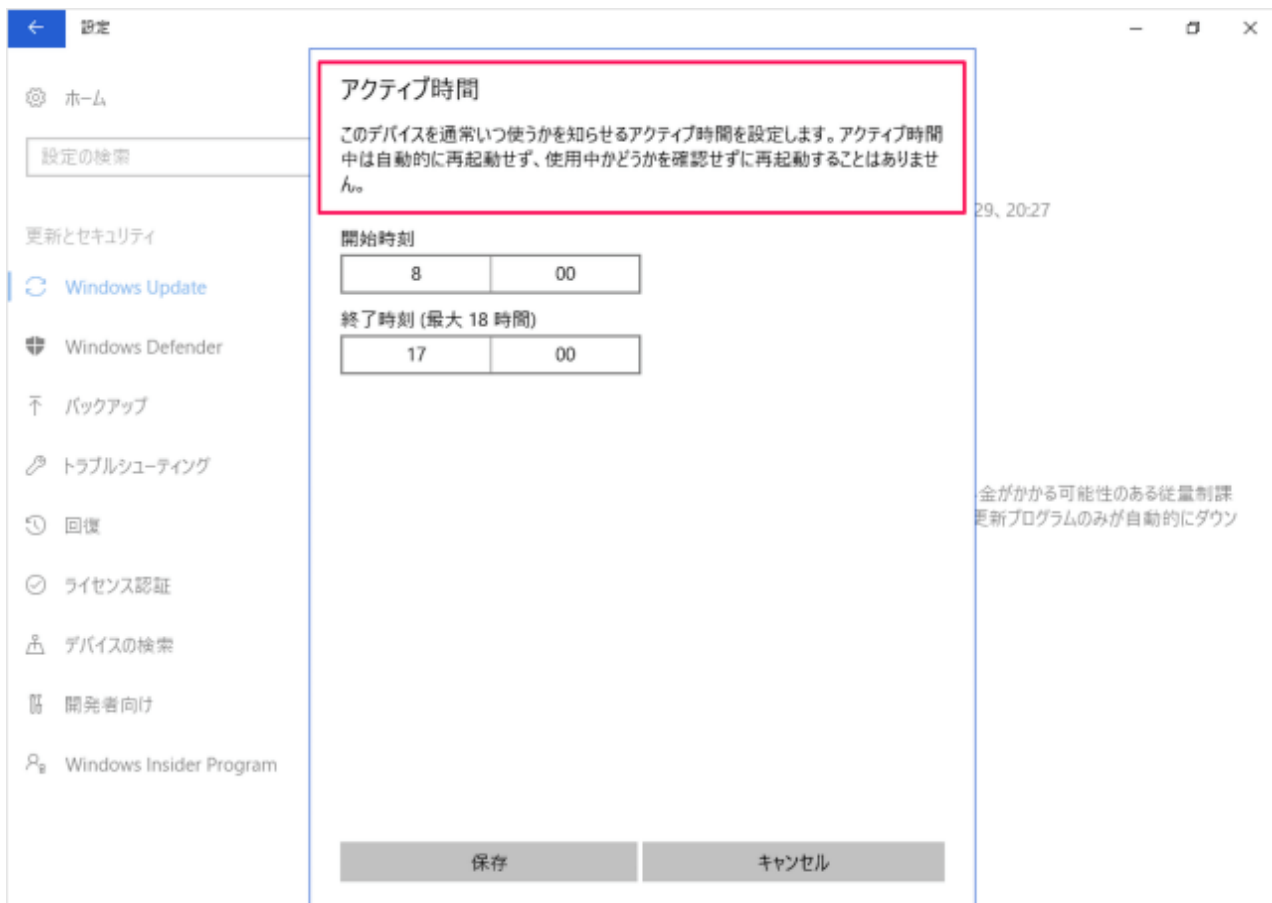 設定
ホーム
設定の検索
更新とセキュリティ
Windows Update
Windows Defender
バックアップ
トラブルシューティング
回復
ライセンス認証
デバイスの検索
開発者向け
Windows Insider Program
アクティブ時間
このデバイスを通常いつ使うかを知らせるアクティブ時間を設定します。アクティブ時間
中は自動的に再起動せず、使用中かどうかを確認せずに再起動することはありませ
ん。
開始時刻
8 00
終了時刻 (最大 18 時間)
17 00
保存 キャンセル
29、20:27
金がかかる可能性のある従量制課
更新プログラムのみが自動的にダウン